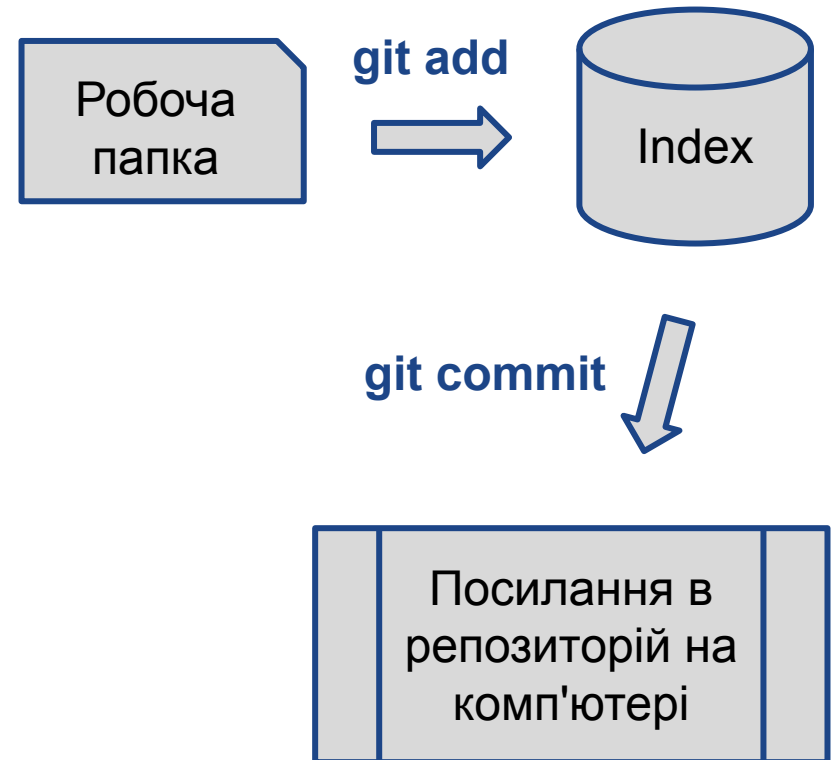 Робоча
папка
git add
Index
git commit
Посилання в
репозиторій на
комп'ютері